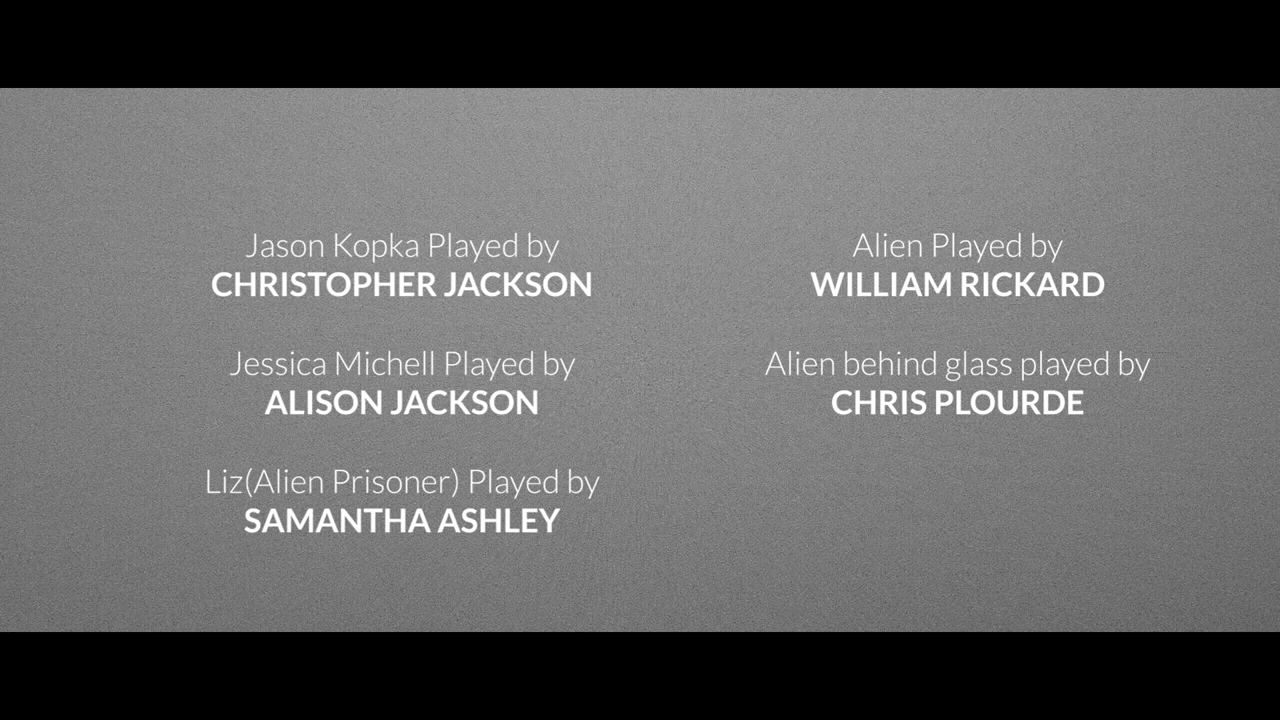 Jason Kopka Played by
CHRISTOPHER JACKSON
Jessica Michell Played by
ALISON JACKSON
Liz(Alien Prisoner) Played by
SAMANTHA ASHLEY
Alien Played by
WILLIAM RICKARD
Alien behind glass played by
CHRIS PLOURDE